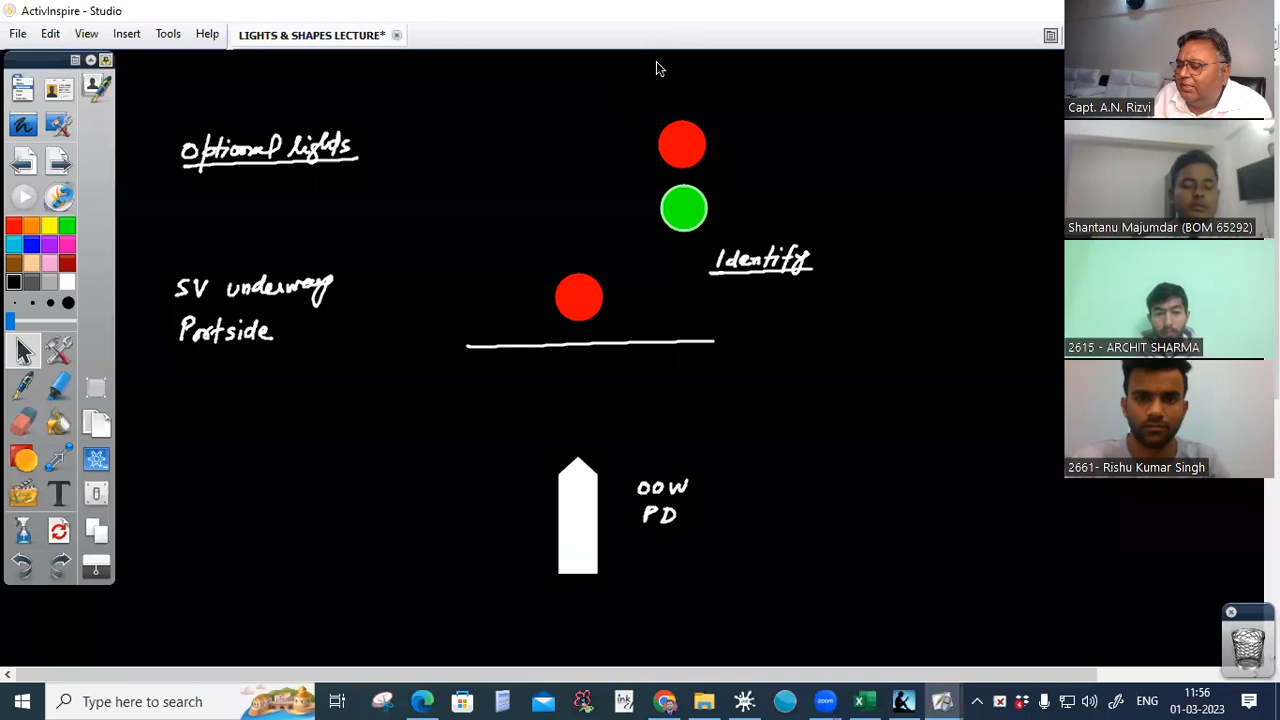 ActivInspire - Studio
File Edit View Insert Tools Help LIGHTS & SHAPES LECTURE*
Optional lights
Identify
SV underway
Portside
OOW
PD
Capt. A.N. Rizvi
Shantanu Majumdar (BOM 65292)
2615 - ARCHIT SHARMA
2661- Rishu Kumar Singh
Type here to search
ink
zoom
ENG
11:56
01-03-2023